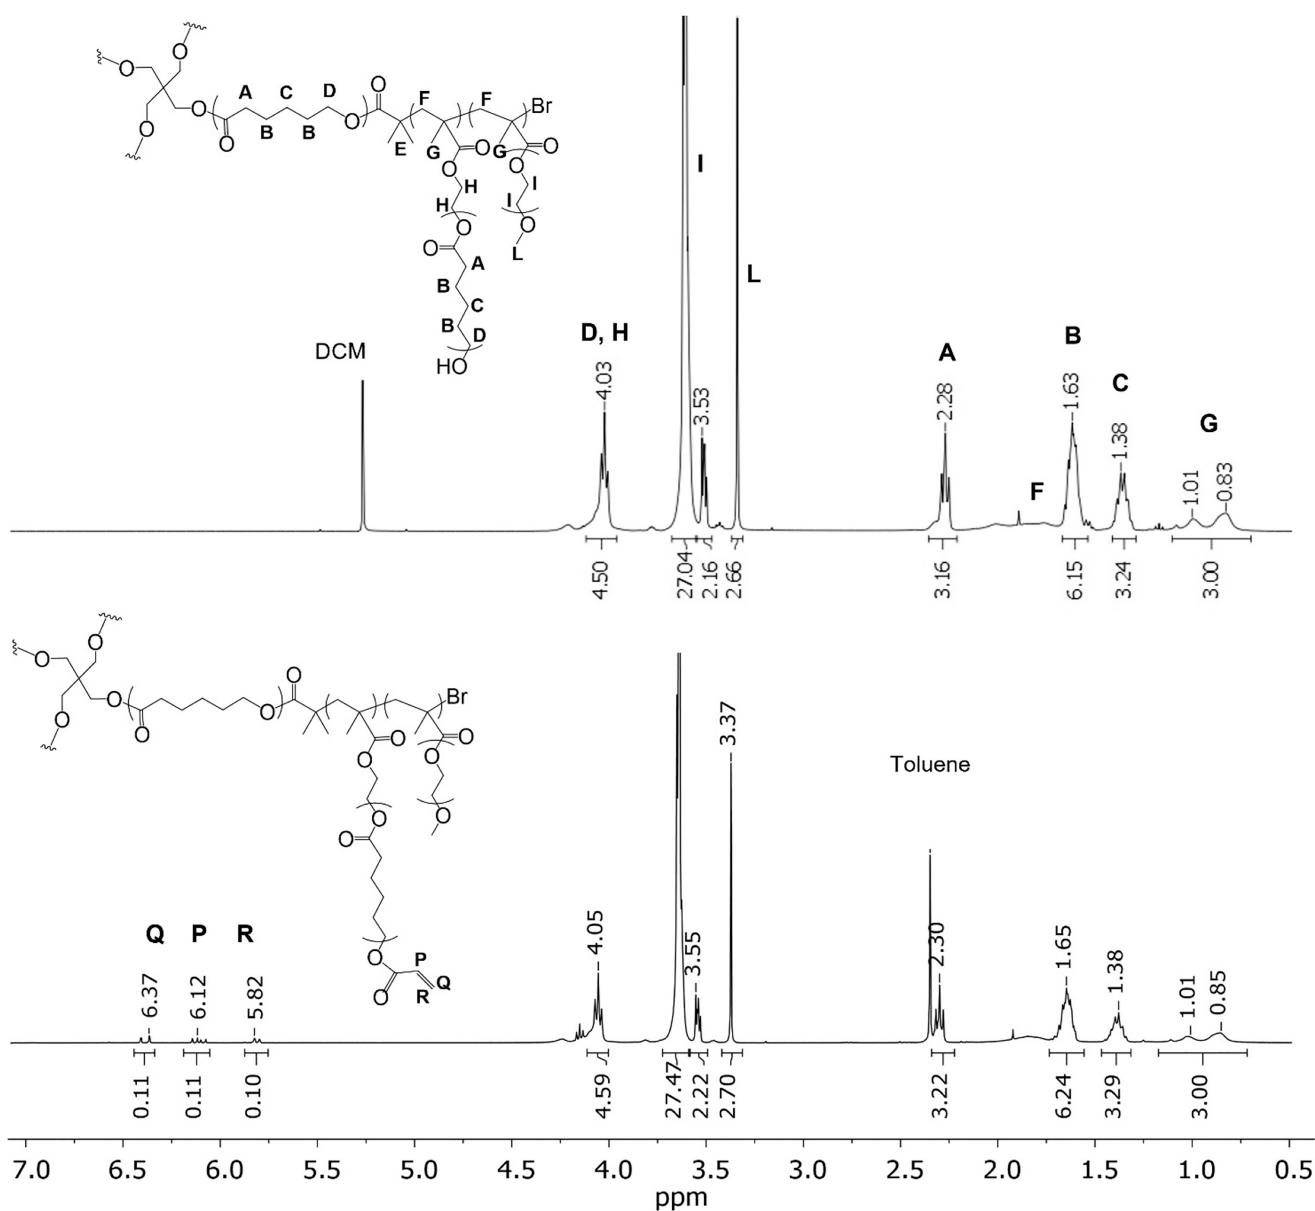 O
O
O
O
A
C
D
B
B
O
O
O
F
F
Br
E
G
G
O
O
O
O
H
H
I
I
O
O
O
L
A
B
C
B
D
HO
DCM
D, H
I
L
A
B
C
F
G
4.03
3.53
2.28
1.63
1.38
1.01
0.83
4.50
27.04
2.16
2.66
3.16
6.15
3.24
3.00
O
O
O
O
O
O
O
Br
O
O
O
O
O
O
O
O
O
P
Q
R
Q P R
Toluene
6.37
6.12
5.82
4.05
3.55
3.37
2.30
1.65
1.38
1.01
0.85
0.11
0.11
0.10
4.59
27.47
2.22
2.70
3.22
6.24
3.29
3.00
7.0 6.5 6.0 5.5 5.0 4.5 4.0 3.5 3.0 2.5 2.0 1.5 1.0 0.5
ppm